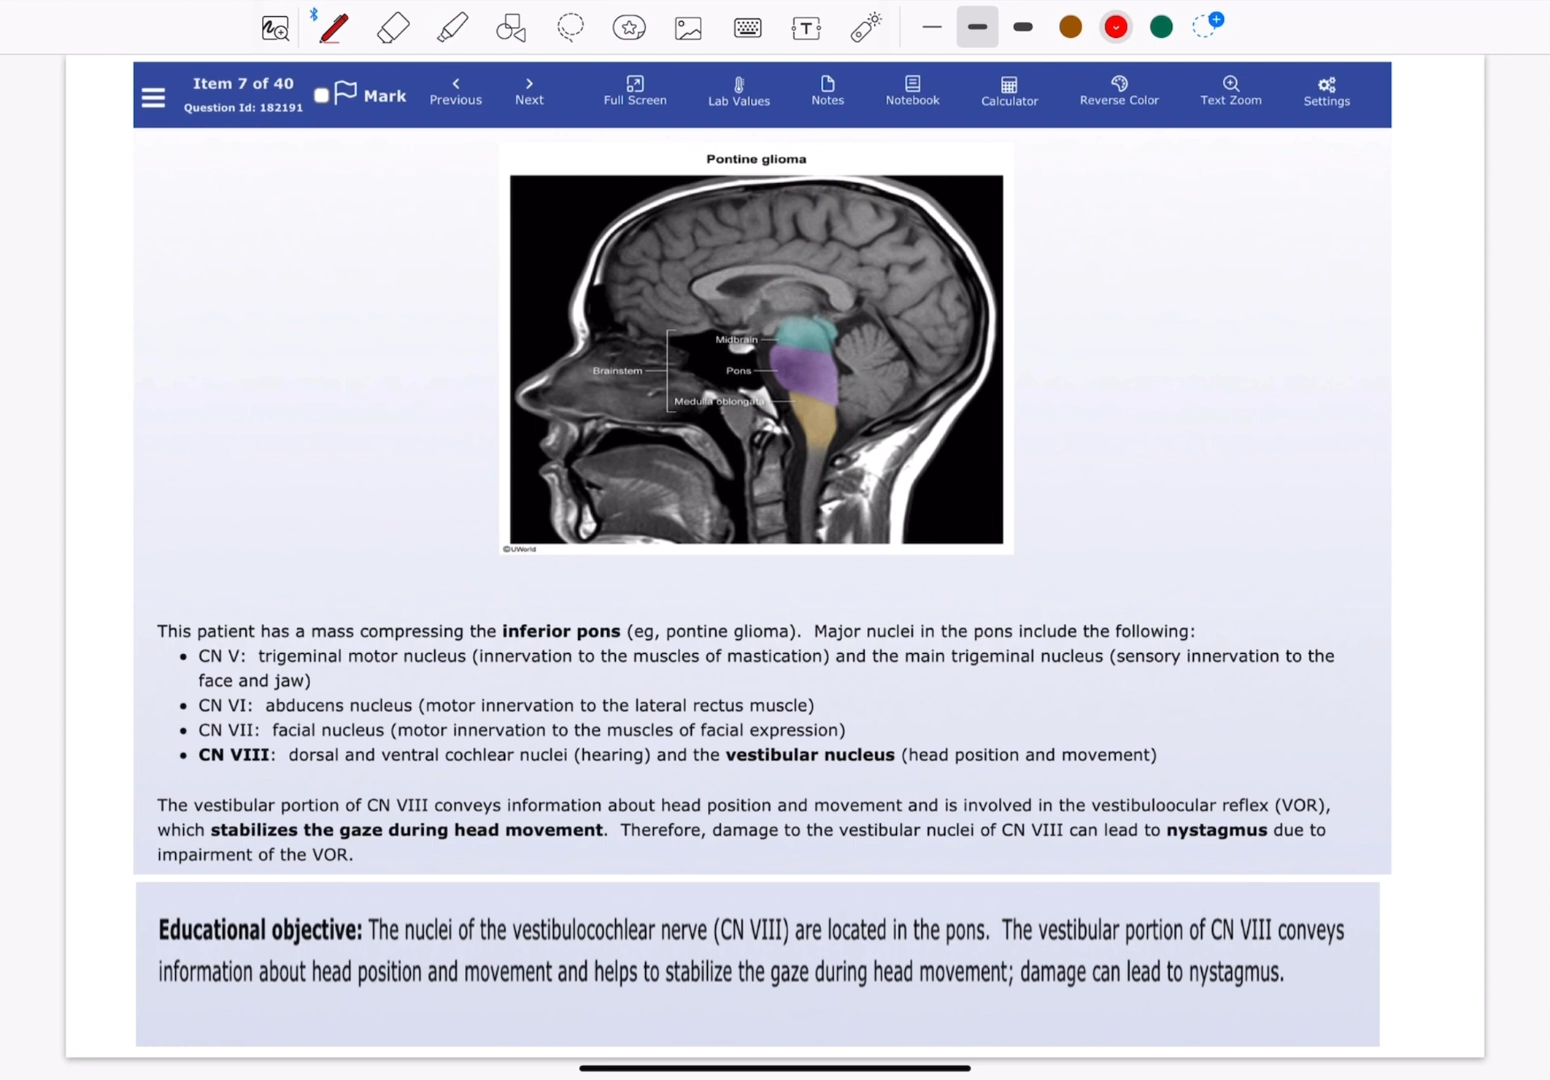 Item 7 of 40
Question Id: 182191
Mark
Previous
Next
Full Screen
Lab Values
Notes
Notebook
Calculator
Reverse Color
Text Zoom
Settings
Pontine glioma
Midbrain
Brainstem
Pons
Medulla oblongata
©UWorld
This patient has a mass compressing the inferior pons (eg, pontine glioma). Major nuclei in the pons include the following:
• CN V: trigeminal motor nucleus (innervation to the muscles of mastication) and the main trigeminal nucleus (sensory innervation to the
face and jaw)
• CN VI: abducens nucleus (motor innervation to the lateral rectus muscle)
• CN VII: facial nucleus (motor innervation to the muscles of facial expression)
• CN VIII: dorsal and ventral cochlear nuclei (hearing) and the vestibular nucleus (head position and movement)
The vestibular portion of CN VIII conveys information about head position and movement and is involved in the vestibuloocular reflex (VOR),
which stabilizes the gaze during head movement. Therefore, damage to the vestibular nuclei of CN VIII can lead to nystagmus due to
impairment of the VOR.
Educational objective: The nuclei of the vestibulocochlear nerve (CN VIII) are located in the pons. The vestibular portion of CN VIII conveys
information about head position and movement and helps to stabilize the gaze during head movement; damage can lead to nystagmus.